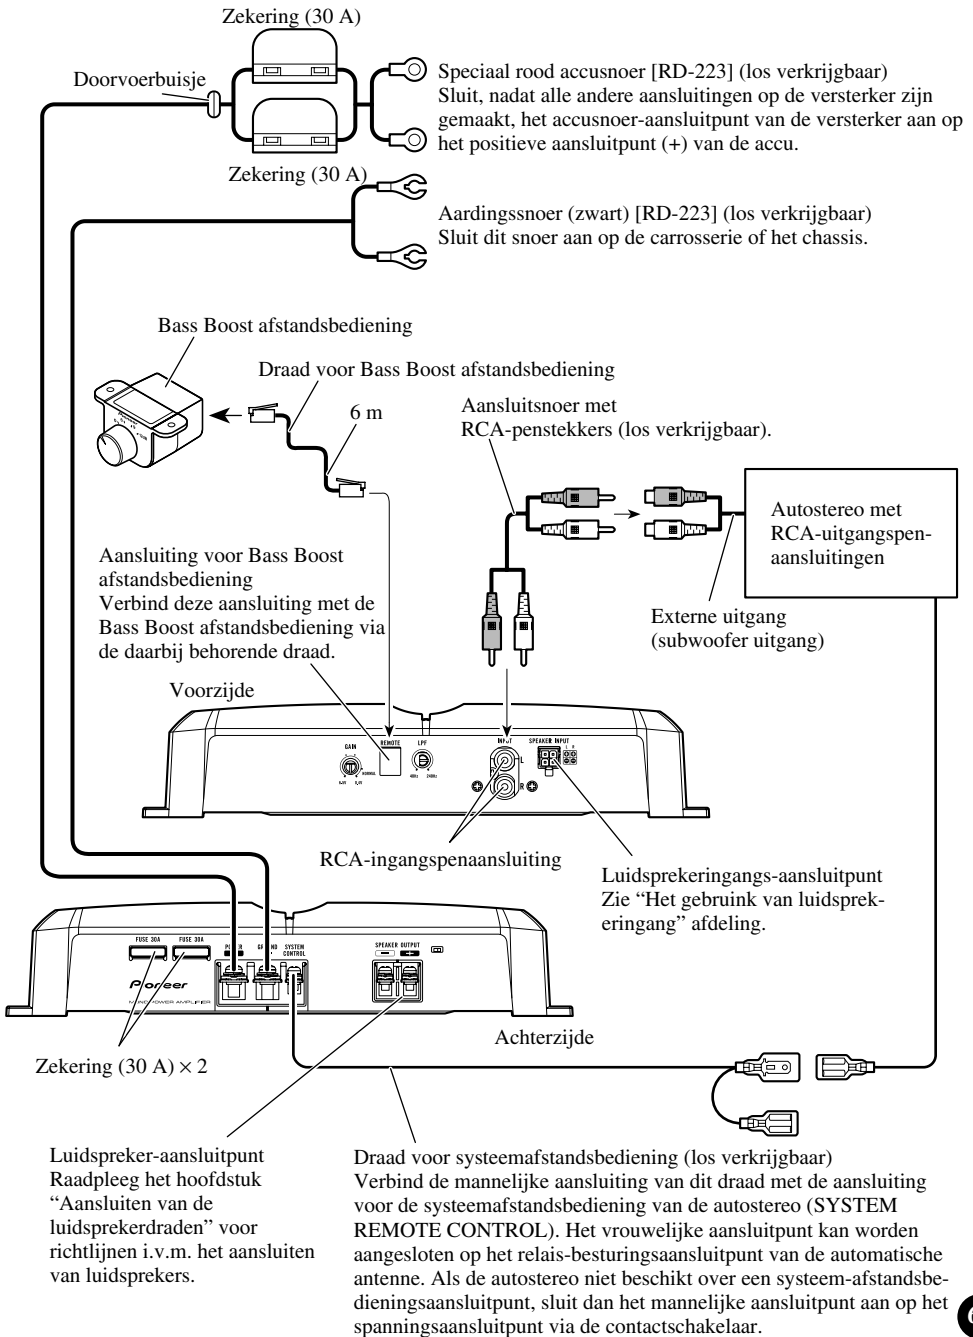 Zekering (30 A)
Doorvoerbuisje
Speciaal rood accusnoer [RD-223] (los verkrijgbaar)
Sluit, nadat alle andere aansluitingen op de versterker zijn
gemaakt, het accusnoer-aansluitpunt van de versterker aan op
het positieve aansluitpunt (+) van de accu.
Zekering (30 A)
Aardingssnoer (zwart) [RD-223] (los verkrijgbaar)
Sluit dit snoer aan op de carrosserie of het chassis.
Bass Boost afstandsbediening
Draad voor Bass Boost afstandsbediening
6 m
Aansluitsnoer met
RCA-penstekkers (los verkrijgbaar).
Autostereo met
RCA-uitgangspen-
aansluitingen
Aansluiting voor Bass Boost
afstandsbediening
Verbind deze aansluiting met de
Bass Boost afstandsbediening via
de daarbij behorende draad.
Externe uitgang
(subwoofer uitgang)
Voorzijde
GAIN
NORMAL
REMOTE
LPF
40Hz 240Hz
INPUT
L
R
SPEAKER INPUT
L R
RCA-ingangspenaansluiting
Luidsprekeringangs-aansluitpunt
Zie “Het gebruink van luidsprek-
eringang” afdeling.
FUSE 30A FUSE 30A
POWER GROUND SYSTEM
CONTROL
SPEAKER OUTPUT
− +
Pioneer
MONO POWER AMPLIFIER
Achterzijde
Zekering (30 A) × 2
Luidspreker-aansluitpunt
Raadpleeg het hoofdstuk
“Aansluiten van de
luidsprekerdraden” voor
richtlijnen i.v.m. het aansluiten
van luidsprekers.
Draad voor systeemafstandsbediening (los verkrijgbaar)
Verbind de mannelijke aansluiting van dit draad met de aansluiting
voor de systeemafstandsbediening van de autostereo (SYSTEM
REMOTE CONTROL). Het vrouwelijke aansluitpunt kan worden
aangesloten op het relais-besturingsaansluitpunt van de automatische
antenne. Als de autostereo niet beschikt over een systeem-afstandsbe-
dieningsaansluitpunt, sluit dan het mannelijke aansluitpunt aan op het
spanningsaansluitpunt via de contactschakelaar.